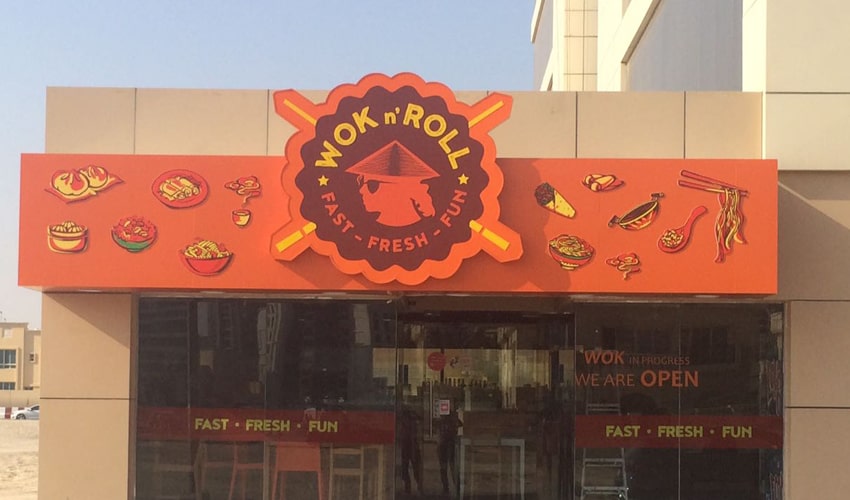 WOK n' ROLL
FAST - FRESH - FUN
WOK IN PROGRESS
WE ARE OPEN
FAST • FRESH • FUN
FAST • FRESH • FUN